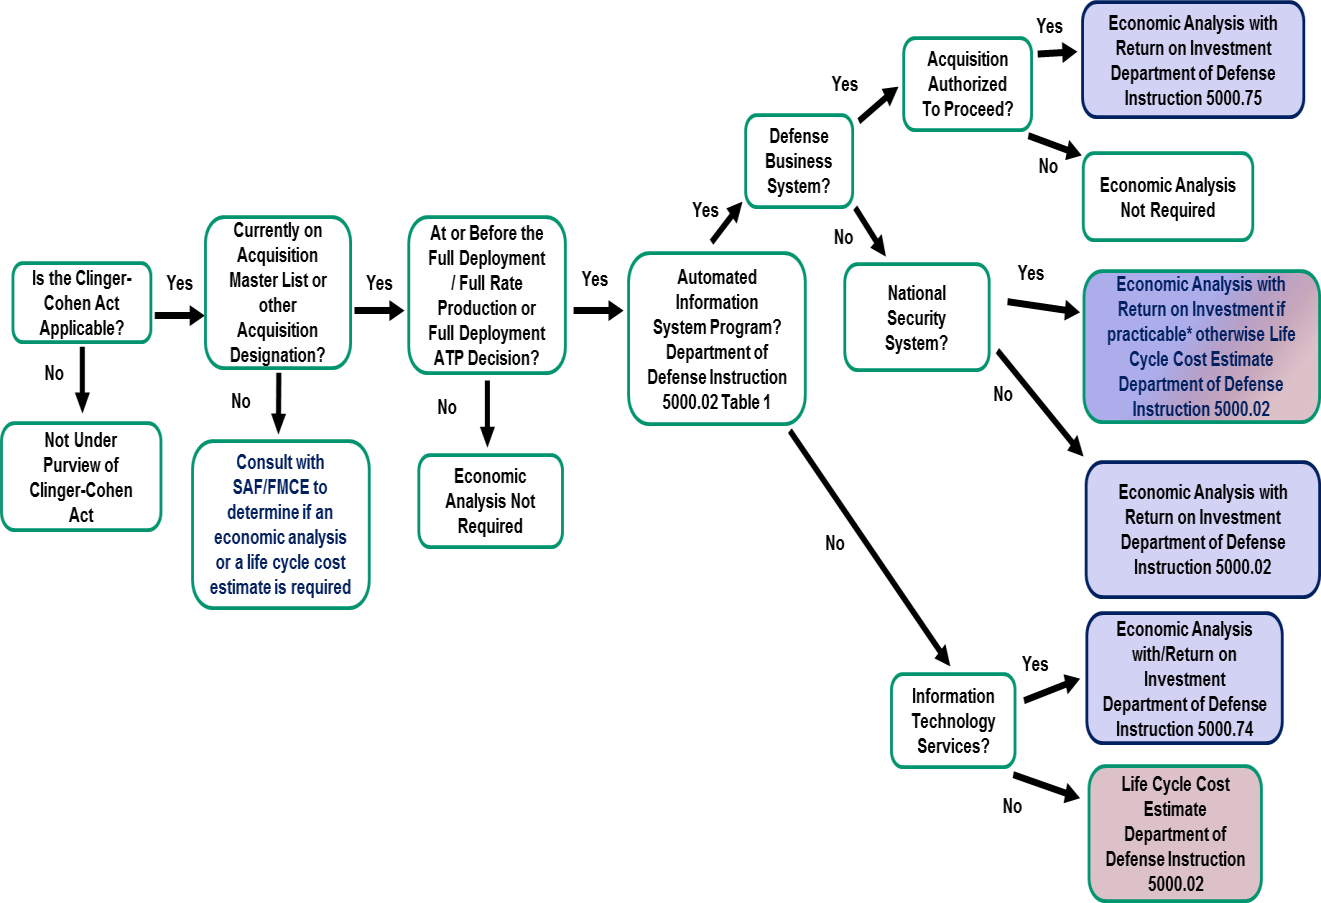 Is the Clinger-
Cohen Act
Applicable?
Yes
No
Not Under
Purview of
Clinger-Cohen
Act
Currently on
Acquisition
Master List or
other
Acquisition
Designation?
Yes
No
Consult with
SAF/FMCE to
determine if an
economic analysis
or a life cycle cost
estimate is required
At or Before the
Full Deployment
/ Full Rate
Production or
Full Deployment
ATP Decision?
Yes
No
Economic
Analysis Not
Required
Automated
Information
System Program?
Department of
Defense Instruction
5000.02 Table 1
Yes
No
Defense
Business
System?
Yes
No
Acquisition
Authorized
To Proceed?
Yes
No
Economic Analysis with
Return on Investment
Department of Defense
Instruction 5000.75
Economic Analysis
Not Required
National
Security
System?
Yes
No
Economic Analysis with
Return on Investment if
practicable* otherwise Life
Cycle Cost Estimate
Department of Defense
Instruction 5000.02
Economic Analysis with
Return on Investment
Department of Defense
Instruction 5000.02
Information
Technology
Services?
Yes
No
Economic Analysis
with/Return on
Investment
Department of Defense
Instruction 5000.74
Life Cycle Cost
Estimate
Department of
Defense Instruction
5000.02